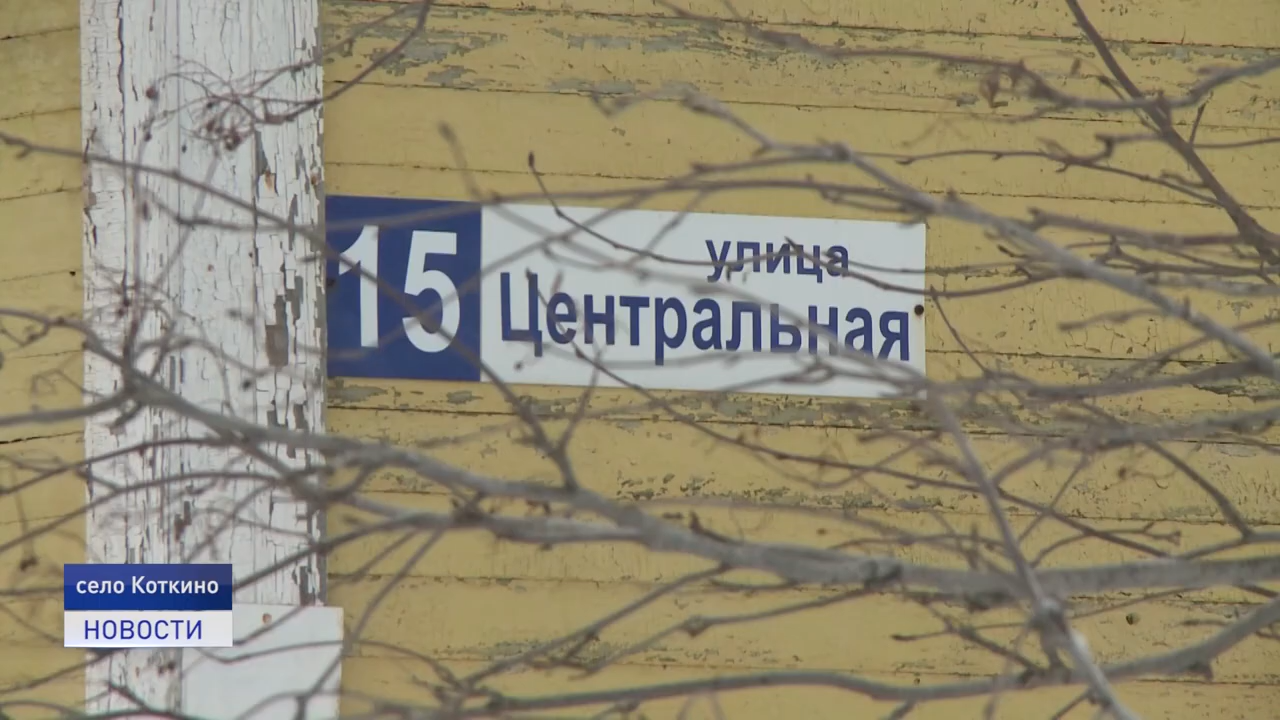 15
улица
Центральная
село Коткино
НОВОСТИ